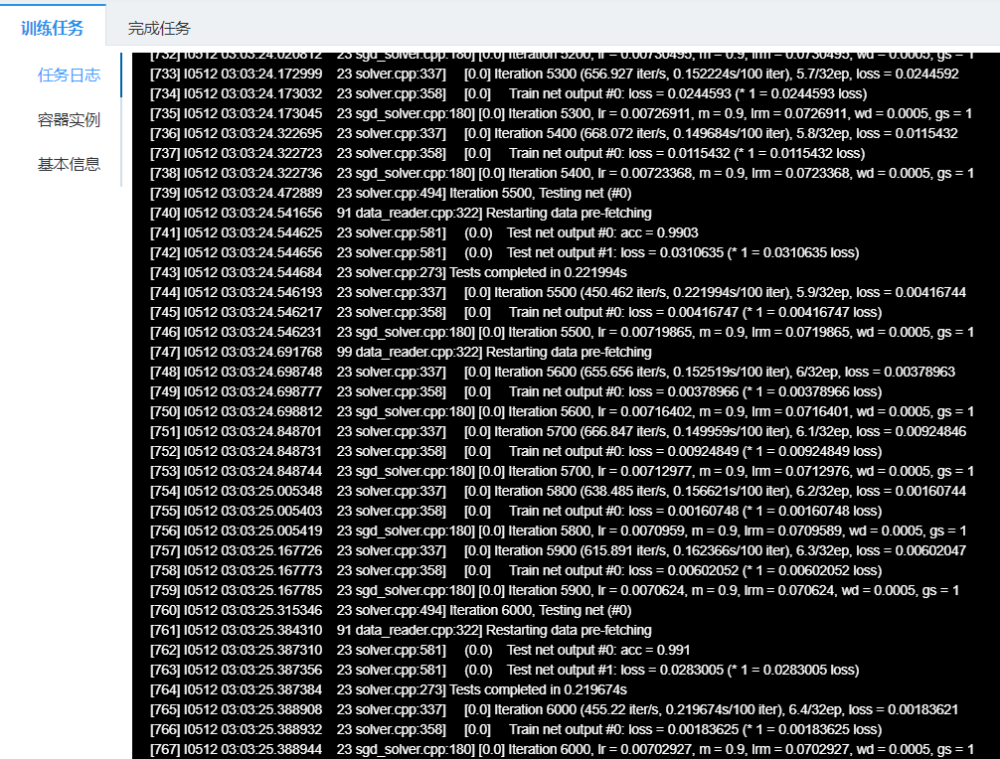 训练任务 完成任务
任务日志
容器实例
基本信息
[732] I0512 03:03:24.020812 23 sgd_solver.cpp:180] [0.0] Iteration 5200, lr = 0.00730495, m = 0.9, lrm = 0.0730495, wd = 0.0005, gs = 1
[733] I0512 03:03:24.172999 23 solver.cpp:337] [0.0] Iteration 5300 (656.927 iter/s, 0.152224s/100 iter), 5.7/32ep, loss = 0.0244592
[734] I0512 03:03:24.173032 23 solver.cpp:358] [0.0] Train net output #0: loss = 0.0244593 (* 1 = 0.0244593 loss)
[735] I0512 03:03:24.173045 23 sgd_solver.cpp:180] [0.0] Iteration 5300, lr = 0.00726911, m = 0.9, lrm = 0.0726911, wd = 0.0005, gs = 1
[736] I0512 03:03:24.322695 23 solver.cpp:337] [0.0] Iteration 5400 (668.072 iter/s, 0.149684s/100 iter), 5.8/32ep, loss = 0.0115432
[737] I0512 03:03:24.322723 23 solver.cpp:358] [0.0] Train net output #0: loss = 0.0115432 (* 1 = 0.0115432 loss)
[738] I0512 03:03:24.322736 23 sgd_solver.cpp:180] [0.0] Iteration 5400, lr = 0.00723368, m = 0.9, lrm = 0.0723368, wd = 0.0005, gs = 1
[739] I0512 03:03:24.472889 23 solver.cpp:494] Iteration 5500, Testing net (#0)
[740] I0512 03:03:24.541656 91 data_reader.cpp:322] Restarting data pre-fetching
[741] I0512 03:03:24.544625 23 solver.cpp:581] (0.0) Test net output #0: acc = 0.9903
[742] I0512 03:03:24.544656 23 solver.cpp:581] (0.0) Test net output #1: loss = 0.0310635 (* 1 = 0.0310635 loss)
[743] I0512 03:03:24.544684 23 solver.cpp:273] Tests completed in 0.221994s
[744] I0512 03:03:24.546193 23 solver.cpp:337] [0.0] Iteration 5500 (450.462 iter/s, 0.221994s/100 iter), 5.9/32ep, loss = 0.00416744
[745] I0512 03:03:24.546217 23 solver.cpp:358] [0.0] Train net output #0: loss = 0.00416747 (* 1 = 0.00416747 loss)
[746] I0512 03:03:24.546231 23 sgd_solver.cpp:180] [0.0] Iteration 5500, lr = 0.00719865, m = 0.9, lrm = 0.0719865, wd = 0.0005, gs = 1
[747] I0512 03:03:24.691768 99 data_reader.cpp:322] Restarting data pre-fetching
[748] I0512 03:03:24.698748 23 solver.cpp:337] [0.0] Iteration 5600 (655.656 iter/s, 0.152519s/100 iter), 6/32ep, loss = 0.00378963
[749] I0512 03:03:24.698777 23 solver.cpp:358] [0.0] Train net output #0: loss = 0.00378966 (* 1 = 0.00378966 loss)
[750] I0512 03:03:24.698812 23 sgd_solver.cpp:180] [0.0] Iteration 5600, lr = 0.00716402, m = 0.9, lrm = 0.0716401, wd = 0.0005, gs = 1
[751] I0512 03:03:24.848701 23 solver.cpp:337] [0.0] Iteration 5700 (666.847 iter/s, 0.149959s/100 iter), 6.1/32ep, loss = 0.00924846
[752] I0512 03:03:24.848731 23 solver.cpp:358] [0.0] Train net output #0: loss = 0.00924849 (* 1 = 0.00924849 loss)
[753] I0512 03:03:24.848744 23 sgd_solver.cpp:180] [0.0] Iteration 5700, lr = 0.00712977, m = 0.9, lrm = 0.0712976, wd = 0.0005, gs = 1
[754] I0512 03:03:25.005348 23 solver.cpp:337] [0.0] Iteration 5800 (638.485 iter/s, 0.156621s/100 iter), 6.2/32ep, loss = 0.00160744
[755] I0512 03:03:25.005403 23 solver.cpp:358] [0.0] Train net output #0: loss = 0.00160748 (* 1 = 0.00160748 loss)
[756] I0512 03:03:25.005419 23 sgd_solver.cpp:180] [0.0] Iteration 5800, lr = 0.0070959, m = 0.9, lrm = 0.0709589, wd = 0.0005, gs = 1
[757] I0512 03:03:25.167726 23 solver.cpp:337] [0.0] Iteration 5900 (615.891 iter/s, 0.162366s/100 iter), 6.3/32ep, loss = 0.00602047
[758] I0512 03:03:25.167773 23 solver.cpp:358] [0.0] Train net output #0: loss = 0.00602052 (* 1 = 0.00602052 loss)
[759] I0512 03:03:25.167785 23 sgd_solver.cpp:180] [0.0] Iteration 5900, lr = 0.0070624, m = 0.9, lrm = 0.070624, wd = 0.0005, gs = 1
[760] I0512 03:03:25.315346 23 solver.cpp:494] Iteration 6000, Testing net (#0)
[761] I0512 03:03:25.384310 91 data_reader.cpp:322] Restarting data pre-fetching
[762] I0512 03:03:25.387310 23 solver.cpp:581] (0.0) Test net output #0: acc = 0.991
[763] I0512 03:03:25.387356 23 solver.cpp:581] (0.0) Test net output #1: loss = 0.0283005 (* 1 = 0.0283005 loss)
[764] I0512 03:03:25.387384 23 solver.cpp:273] Tests completed in 0.219674s
[765] I0512 03:03:25.388908 23 solver.cpp:337] [0.0] Iteration 6000 (455.22 iter/s, 0.219674s/100 iter), 6.4/32ep, loss = 0.00183621
[766] I0512 03:03:25.388932 23 solver.cpp:358] [0.0] Train net output #0: loss = 0.00183625 (* 1 = 0.00183625 loss)
[767] I0512 03:03:25.388944 23 sgd_solver.cpp:180] [0.0] Iteration 6000, lr = 0.00702927, m = 0.9, lrm = 0.0702927, wd = 0.0005, gs = 1